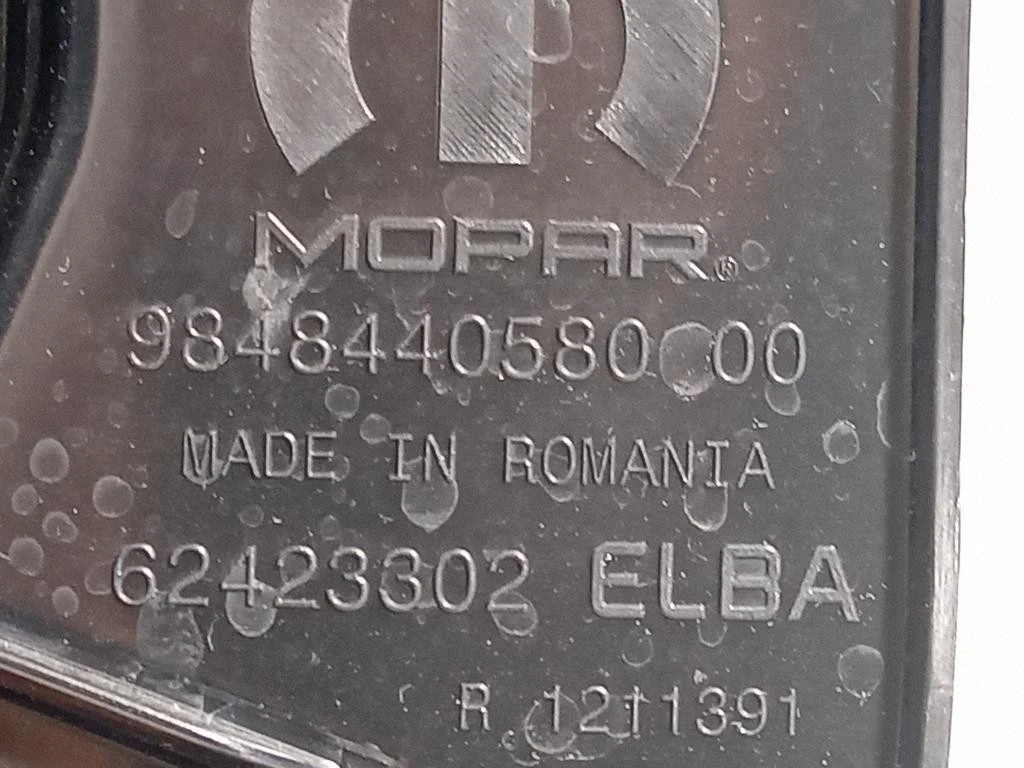 MOPAR®
9848440580 00
MADE IN ROMANIA
62423302 ELBA
R 1211391